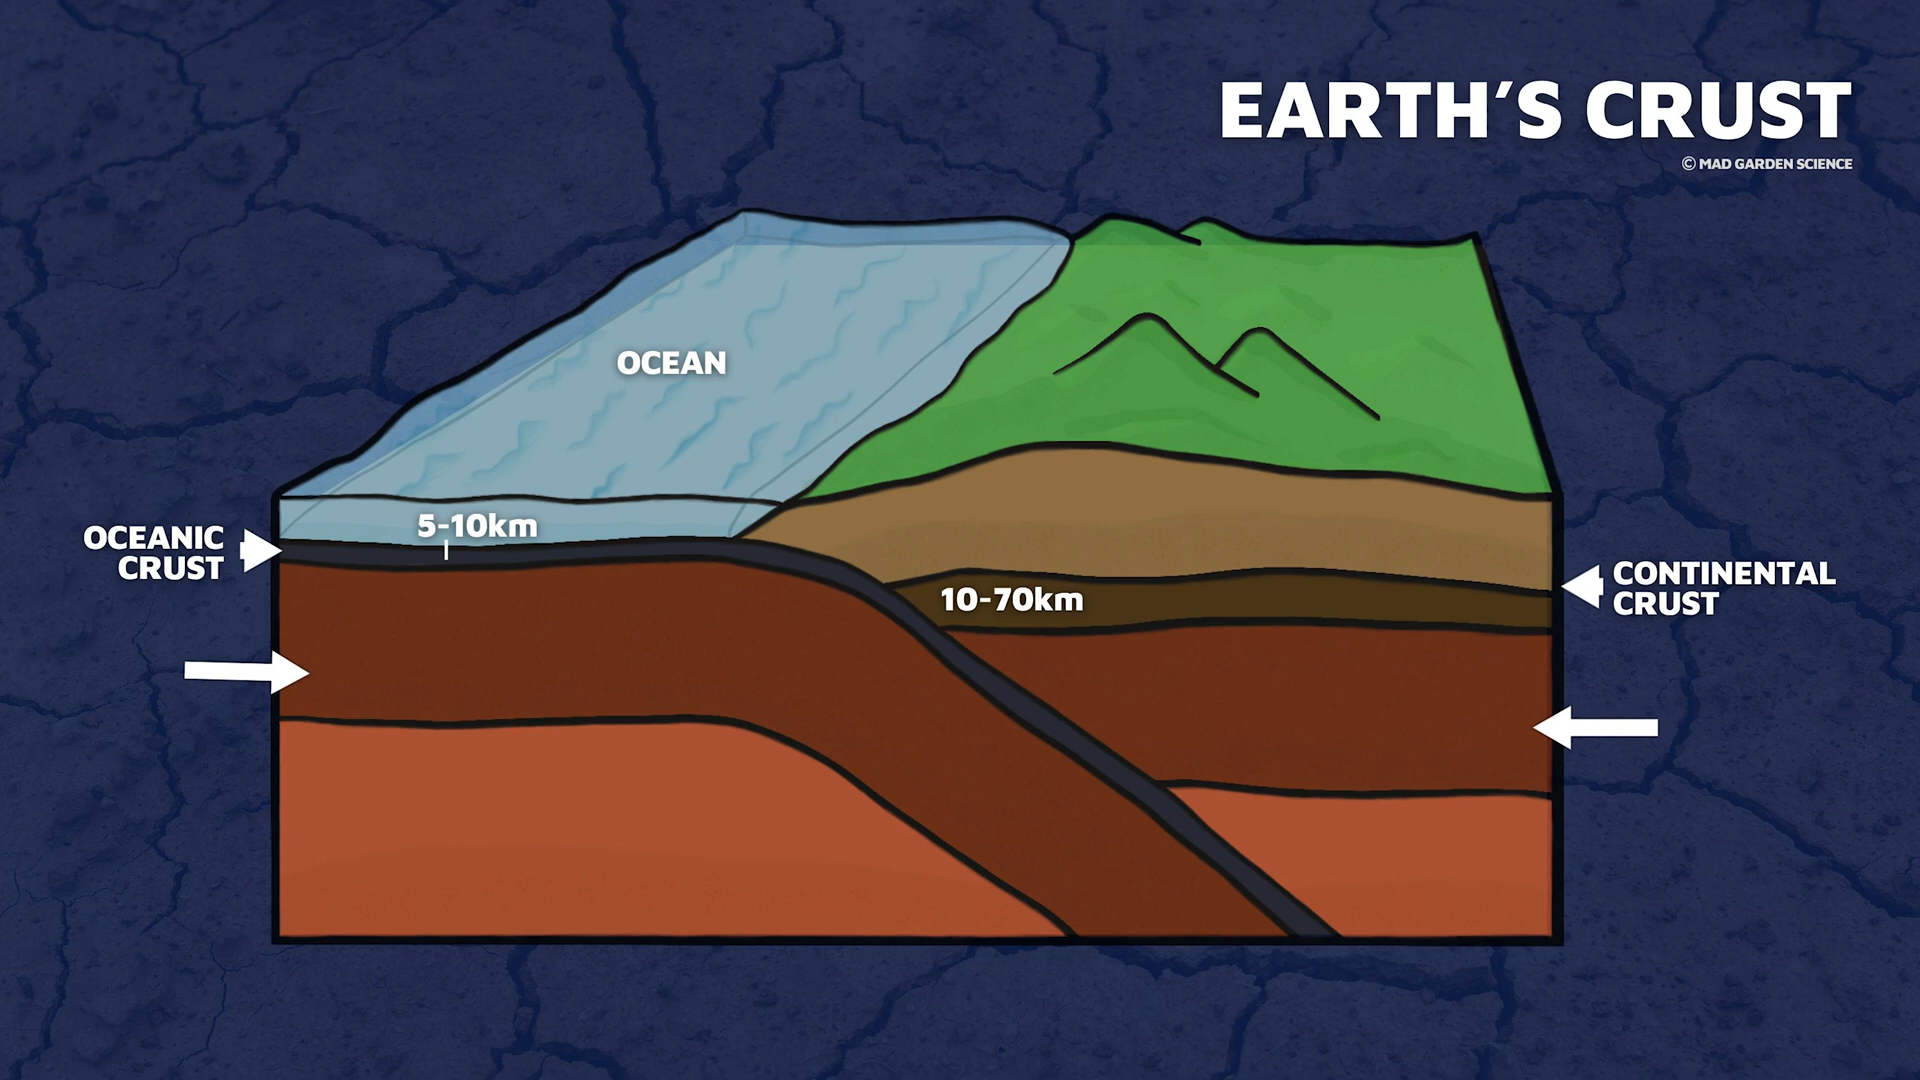 EARTH'S CRUST
© MAD GARDEN SCIENCE
OCEAN
5-10km
OCEANIC
CRUST
CONTINENTAL
CRUST
10-70km